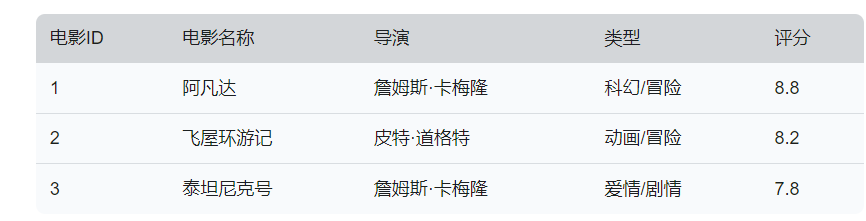 电影ID 电影名称 导演 类型 评分
1 阿凡达 詹姆斯·卡梅隆 科幻/冒险 8.8
2 飞屋环游记 皮特·道格特 动画/冒险 8.2
3 泰坦尼克号 詹姆斯·卡梅隆 爱情/剧情 7.8